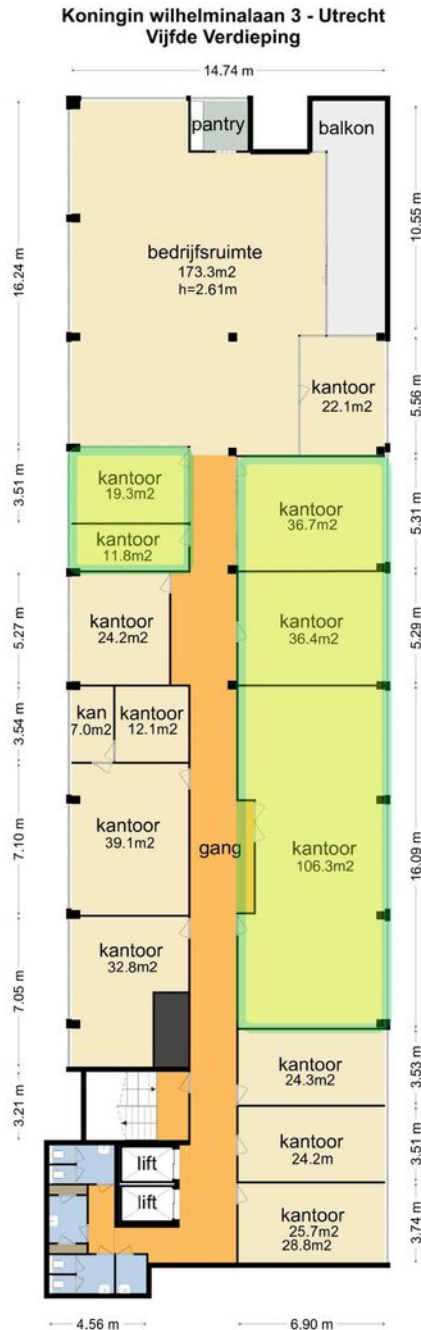 Koningin wilhelminalaan 3 - Utrecht
Vijfde Verdieping
14.74 m
pantry
balkon
16.24 m
10.55 m
bedrijfsruimte
173.3m2
h=2.61m
kantoor
22.1m2
5.56 m
3.51 m
kantoor
19.3m2
kantoor
11.8m2
kantoor
36.7m2
5.31 m
5.27 m
kantoor
24.2m2
kantoor
36.4m2
5.29 m
3.54 m
kan
7.0m2
kantoor
12.1m2
7.10 m
kantoor
39.1m2
gang
kantoor
106.3m2
16.09 m
7.05 m
kantoor
32.8m2
kantoor
24.3m2
3.53 m
3.21 m
kantoor
24.2m
3.51 m
lift
lift
kantoor
25.7m2
28.8m2
3.74 m
4.56 m
6.90 m